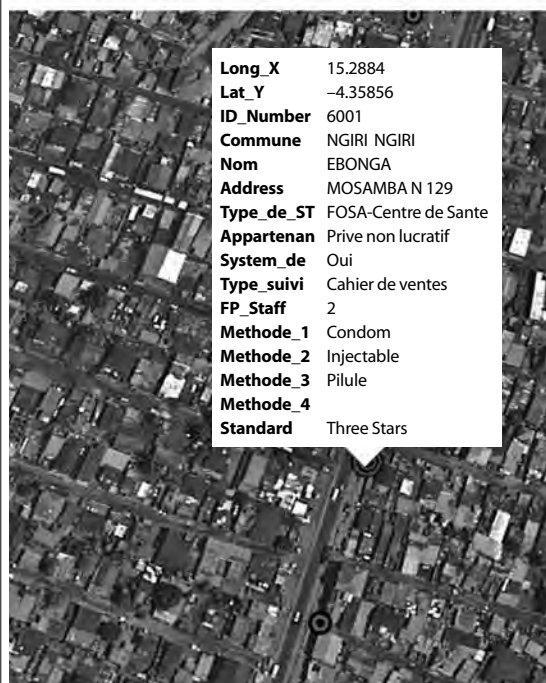 Long_X 15.2884
Lat_Y –4.35856
ID_Number 6001
Commune NGIRI NGIRI
Nom EBONGA
Address MOSAMBA N 129
Type_de_ST FOSA-Centre de Sante
Appartenan Prive non lucratif
System_de Oui
Type_suivi Cahier de ventes
FP_Staff 2
Methode_1 Condom
Methode_2 Injectable
Methode_3 Pilule
Methode_4
Standard Three Stars